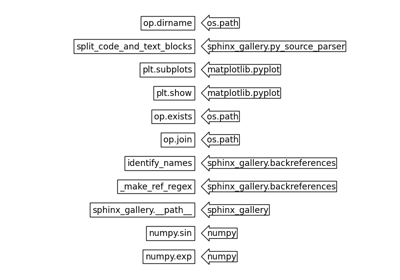 op.dirname os.path
split_code_and_text_blocks sphinx_gallery.py_source_parser
plt.subplots matplotlib.pyplot
plt.show matplotlib.pyplot
op.exists os.path
op.join os.path
identify_names sphinx_gallery.backreferences
_make_ref_regex sphinx_gallery.backreferences
sphinx_gallery.__path__ sphinx_gallery
numpy.sin numpy
numpy.exp numpy